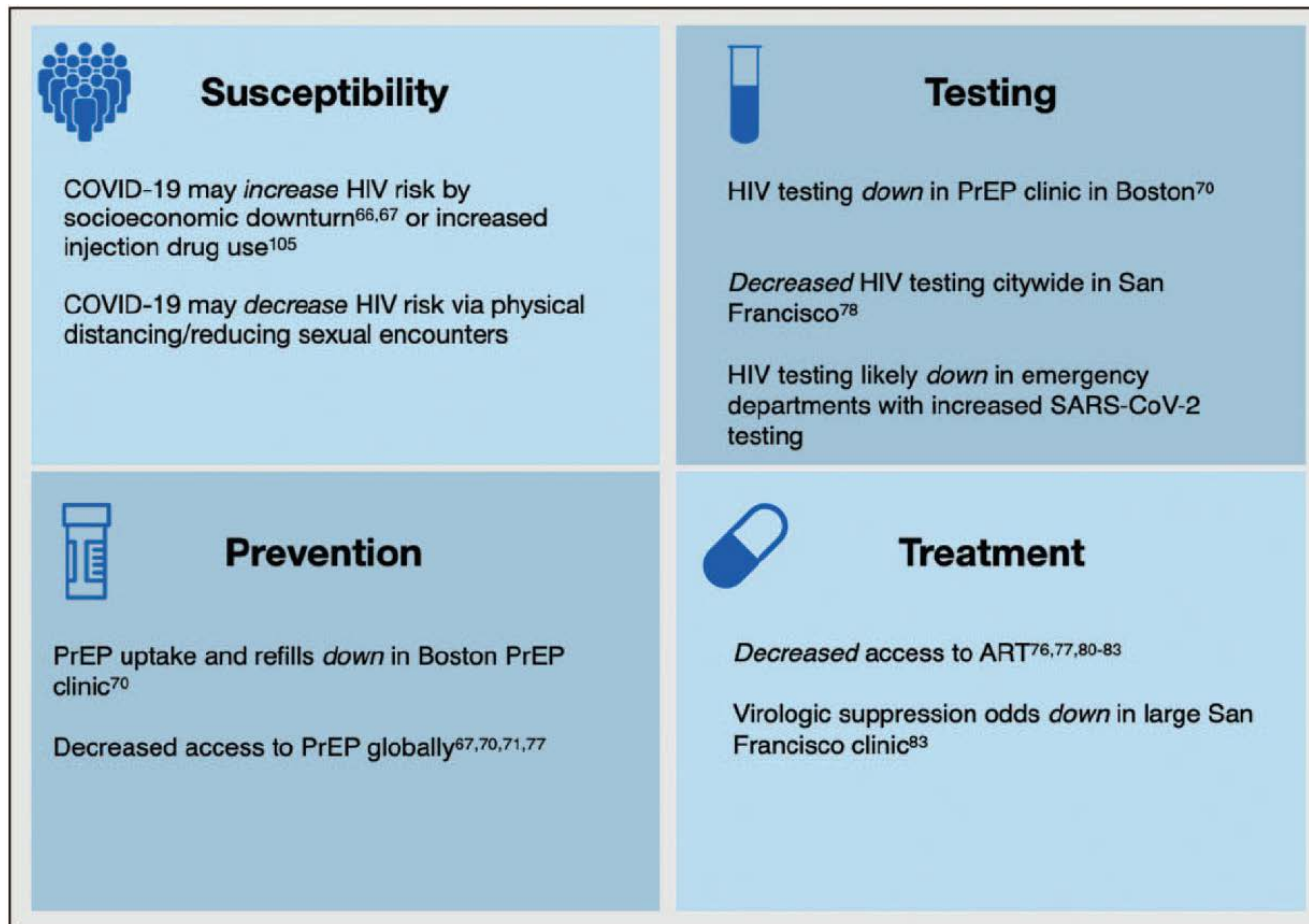 Susceptibility
COVID-19 may increase HIV risk by
socioeconomic downturn66,67 or increased
injection drug use105
COVID-19 may decrease HIV risk via physical
distancing/reducing sexual encounters
Testing
HIV testing down in PrEP clinic in Boston70
Decreased HIV testing citywide in San
Francisco78
HIV testing likely down in emergency
departments with increased SARS-CoV-2
testing
Prevention
PrEP uptake and refills down in Boston PrEP
clinic70
Decreased access to PrEP globally67,70,71,77
Treatment
Decreased access to ART76,77,80-83
Virologic suppression odds down in large San
Francisco clinic83